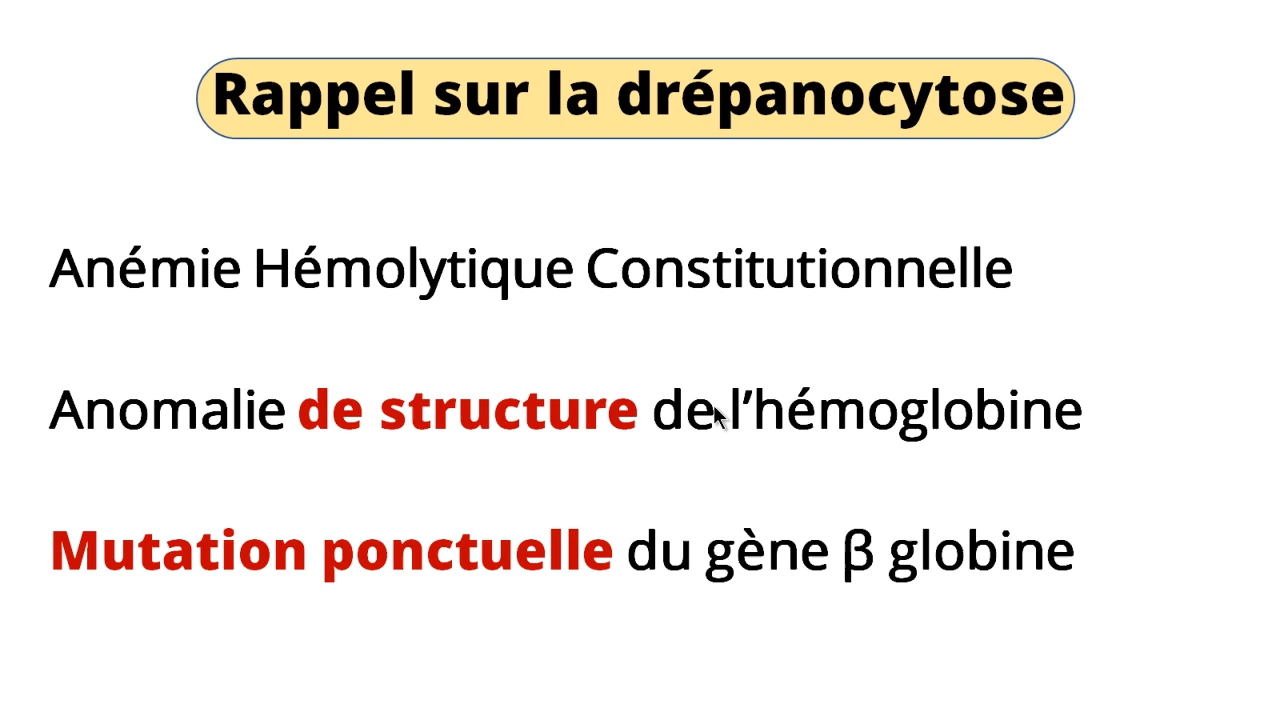 Rappel sur la drépanocytose
Anémie Hémolytique Constitutionnelle
Anomalie de structure de l’hémoglobine
Mutation ponctuelle du gène β globine